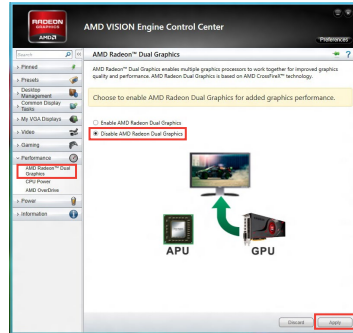 RADEON
GRAPHICS
AMD
AMD VISION Engine Control Center
Preferences
Search
AMD Radeon™ Dual Graphics
Pinned
Presets
Desktop Management
Common Display Tasks
My VGA Displays
Video
Gaming
Performance
AMD Radeon™ Dual Graphics
CPU Power
AMD OverDrive
Power
Information
AMD Radeon™ Dual Graphics enables multiple graphics processors to work together for improved graphics
quality and performance. AMD Radeon Dual Graphics is based on AMD CrossFireX™ technology.
Choose to enable AMD Radeon Dual Graphics for added graphics performance.
Enable AMD Radeon Dual Graphics
Disable AMD Radeon Dual Graphics
APU
GPU
Discard
Apply